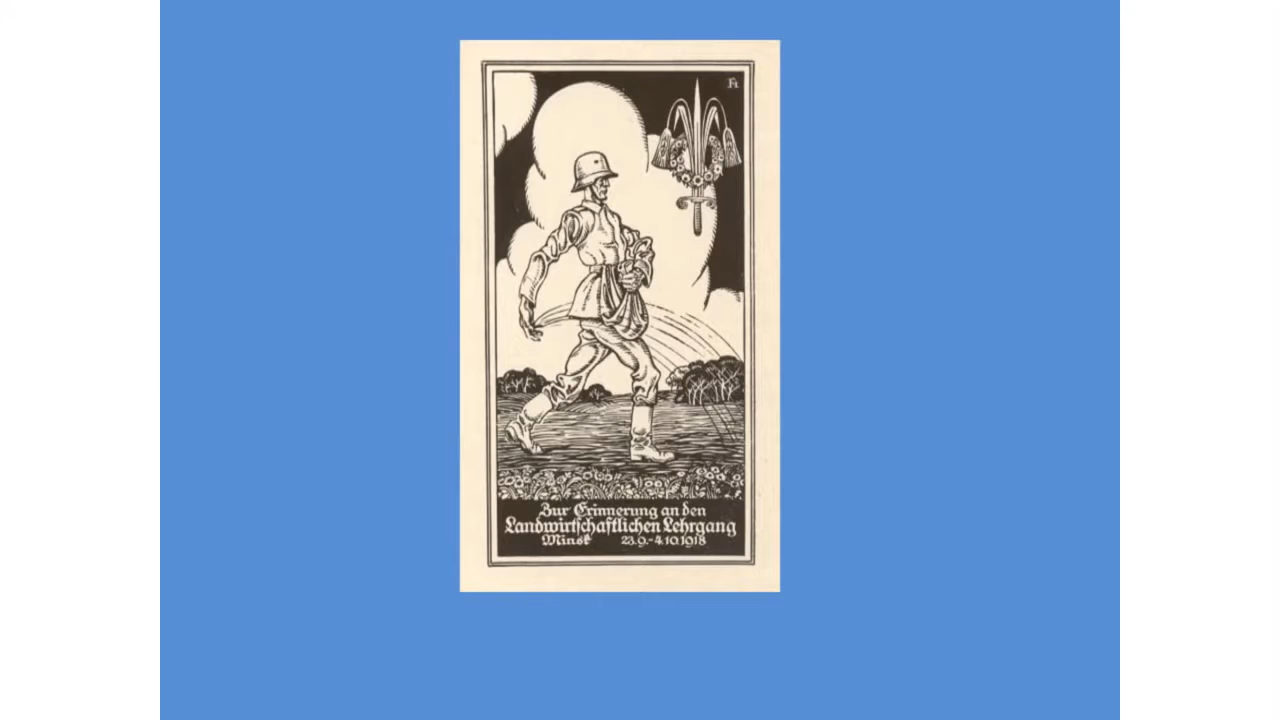 Zur Erinnerung an den
Landwirtschaftlichen Lehrgang
Minsk 23.9.-4.10.1918